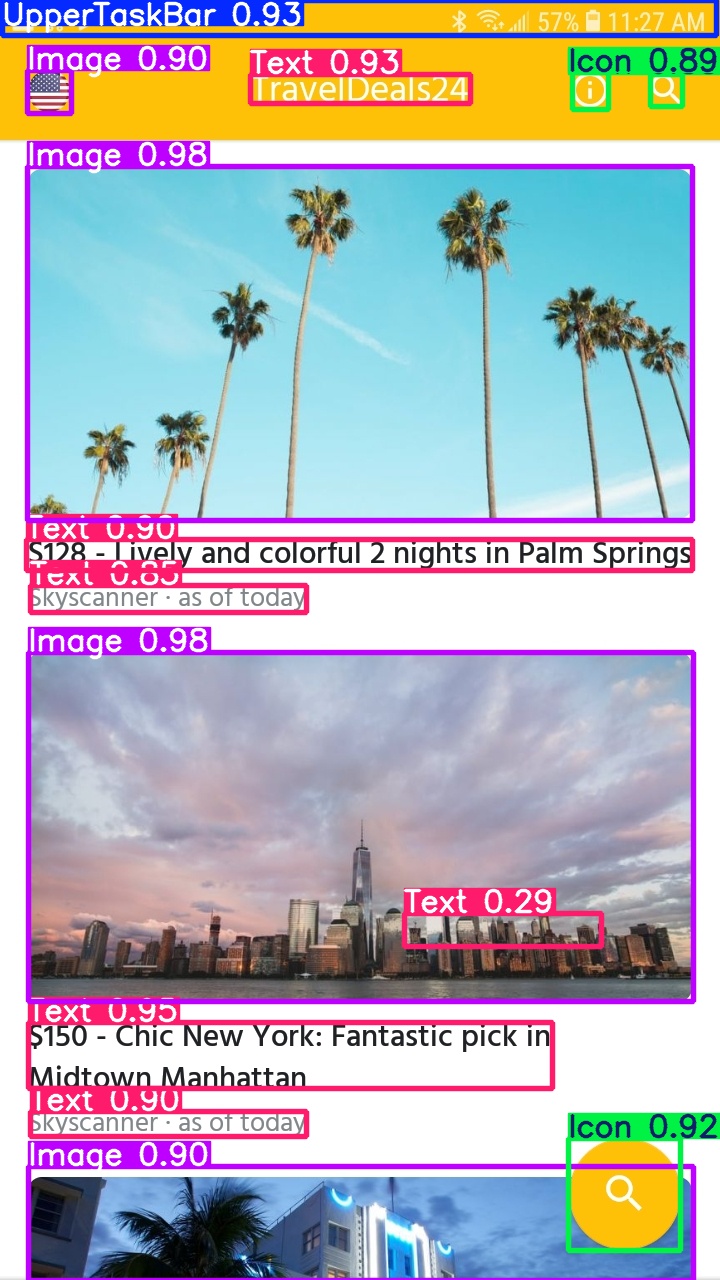 UpperTaskBar 0.93
57% 11:27 AM
Image 0.90
Text 0.93
Icon 0.89
TravelDeals24
Image 0.98
Text 0.90
$128 - Lively and colorful 2 nights in Palm Springs
Text 0.85
Skyscanner · as of today
Image 0.98
Text 0.29
Text 0.95
$150 - Chic New York: Fantastic pick in
Midtown Manhattan
Text 0.90
Skyscanner · as of today
Icon 0.92
Image 0.90